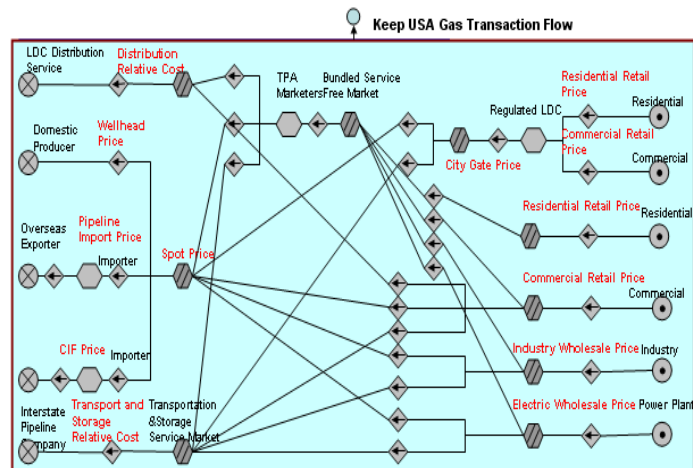 Keep USA Gas Transaction Flow
LDC Distribution
Service
Distribution
Relative Cost
TPA
Marketers
Bundled Service
Free Market
Regulated LDC
Residential Retail
Price
Residential
Commercial Retail
Price
Commercial
City Gate Price
Domestic
Producer
Wellhead
Price
Residential Retail Price
Residential
Overseas
Exporter
Pipeline
Import Price
Importer
Spot Price
Commercial Retail Price
Commercial
CIF Price
Importer
Industry Wholesale Price
Industry
Interstate
Pipeline
Company
Transport and
Storage
Relative Cost
Transportation
&Storage
Service Market
Electric Wholesale Price
Power Plant